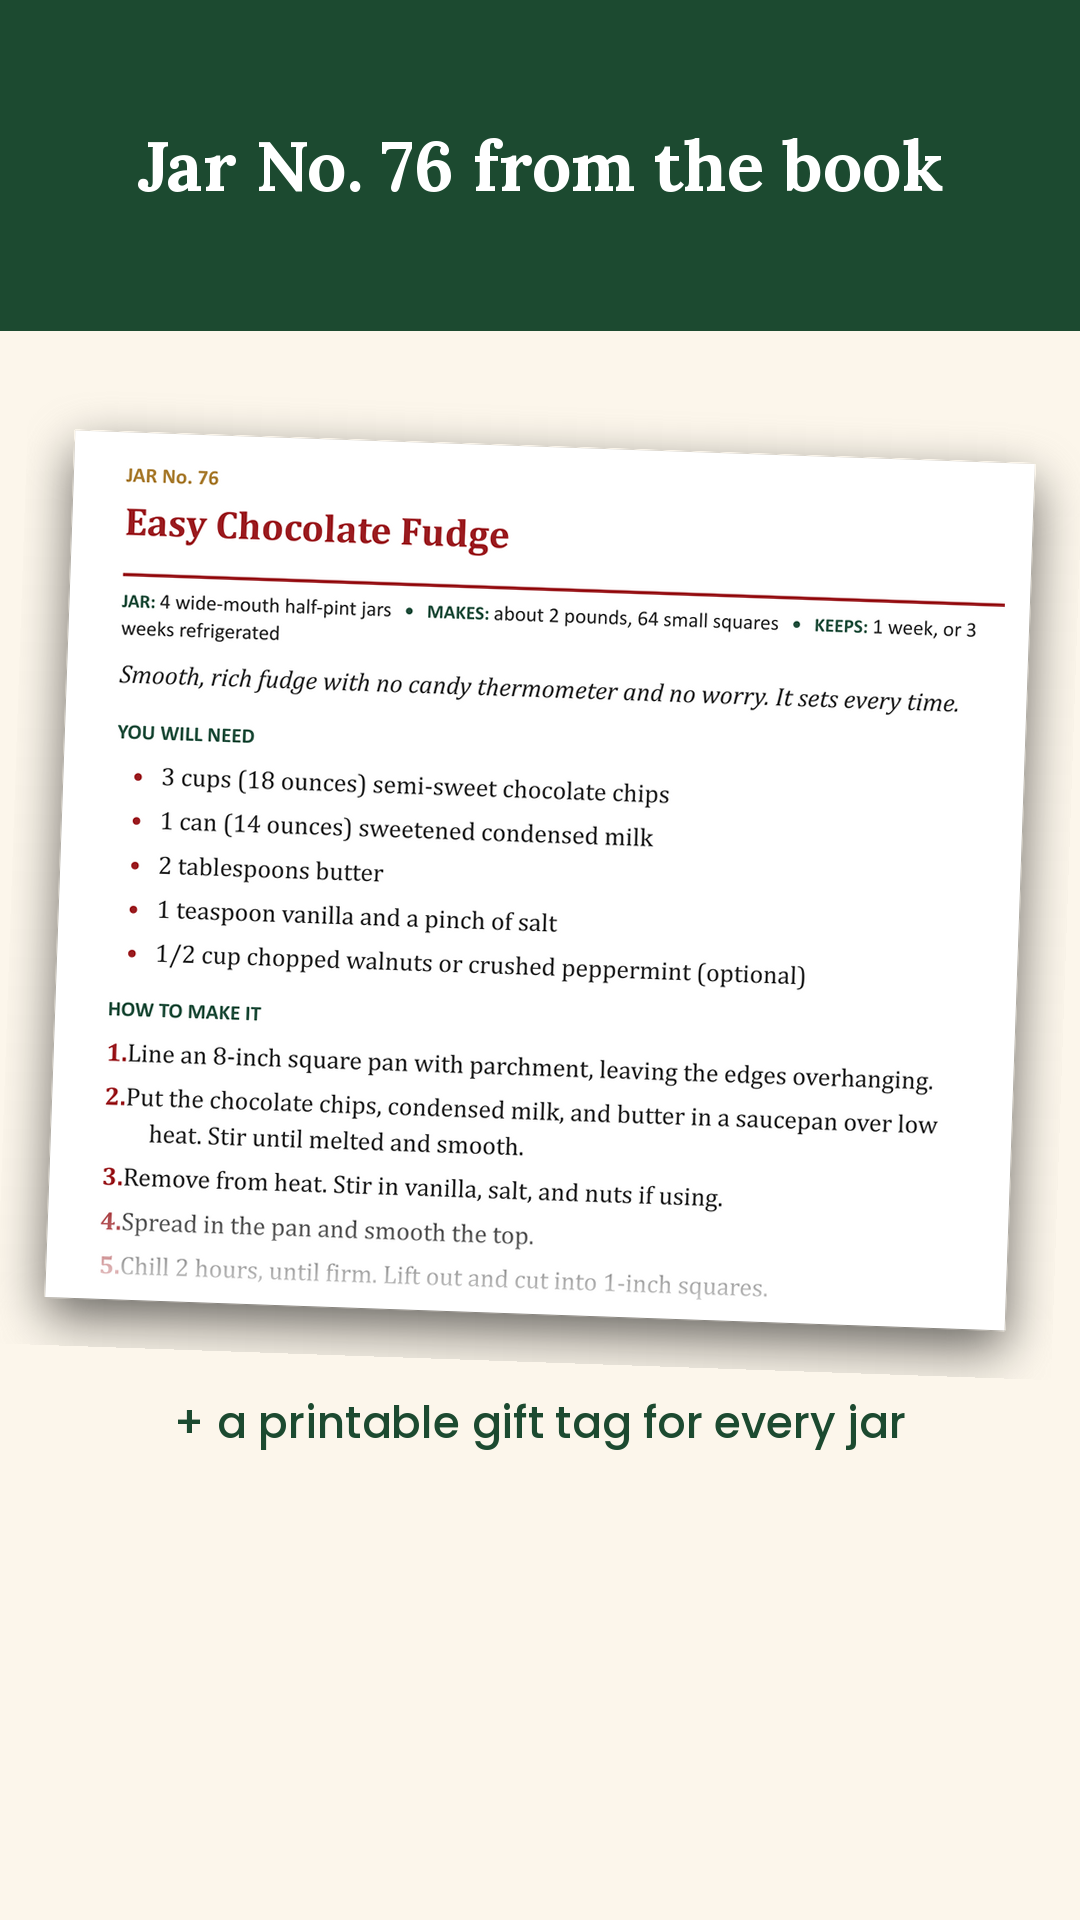 Jar No. 76 from the book
JAR No. 76
Easy Chocolate Fudge
JAR: 4 wide-mouth half-pint jars • MAKES: about 2 pounds, 64 small squares • KEEPS: 1 week, or 3
weeks refrigerated
Smooth, rich fudge with no candy thermometer and no worry. It sets every time.
YOU WILL NEED
• 3 cups (18 ounces) semi-sweet chocolate chips
• 1 can (14 ounces) sweetened condensed milk
• 2 tablespoons butter
• 1 teaspoon vanilla and a pinch of salt
• 1/2 cup chopped walnuts or crushed peppermint (optional)
HOW TO MAKE IT
1.Line an 8-inch square pan with parchment, leaving the edges overhanging.
2.Put the chocolate chips, condensed milk, and butter in a saucepan over low
heat. Stir until melted and smooth.
3.Remove from heat. Stir in vanilla, salt, and nuts if using.
4.Spread in the pan and smooth the top.
5.Chill 2 hours, until firm. Lift out and cut into 1-inch squares.
+ a printable gift tag for every jar